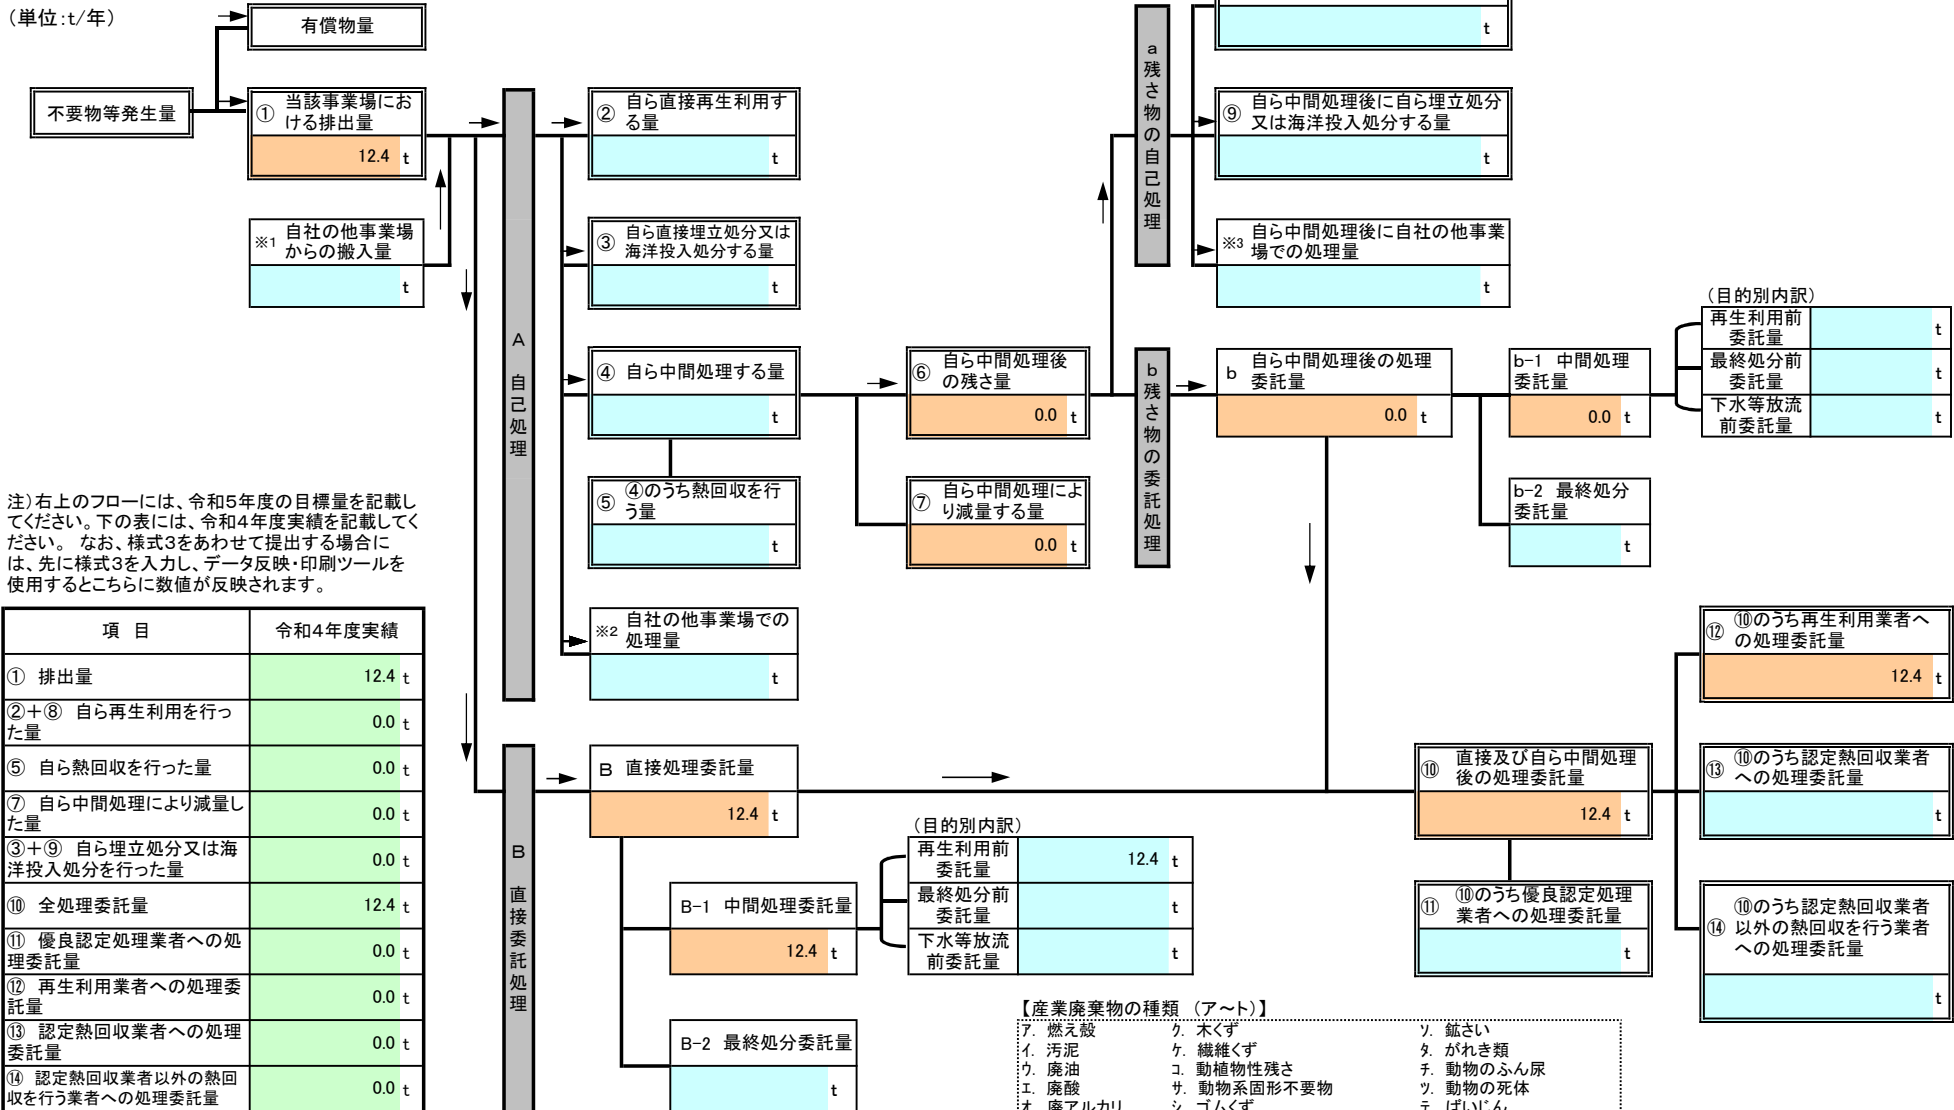 (単位:t/年)
有償物量
不要物等発生量
① 当該事業場にお
ける排出量
12.4 t
※1 自社の他事業場
からの搬入量
t
A 自己処理
② 自ら直接再生利用す
る量
t
③ 自ら直接埋立処分又は
海洋投入処分する量
t
④ 自ら中間処理する量
t
⑤ ④のうち熱回収を行
う量
t
※2 自社の他事業場での
処理量
t
⑥ 自ら中間処理後
の残さ量
0.0 t
⑦ 自ら中間処理によ
り減量する量
0.0 t
a 残さ物の自己処理
t
⑨ 自ら中間処理後に自ら埋立処分
又は海洋投入処分する量
t
※3 自ら中間処理後に自社の他事業
場での処理量
t
b 残さ物の委託処理
b 自ら中間処理後の処理
委託量
0.0 t
b-1 中間処理
委託量
0.0 t
(目的別内訳)
再生利用前
委託量
t
最終処分前
委託量
t
下水等放流
前委託量
t
b-2 最終処分
委託量
t
注)右上のフローには、令和5年度の目標量を記載し
てください。下の表には、令和4年度実績を記載してく
ださい。 なお、様式3をあわせて提出する場合に
は、先に様式3を入力し、データ反映・印刷ツールを
使用するとこちらに数値が反映されます。
項 目 令和4年度実績
① 排出量 12.4 t
②+⑧ 自ら再生利用を行っ
た量 0.0 t
⑤ 自ら熱回収を行った量 0.0 t
⑦ 自ら中間処理により減量し
た量 0.0 t
③+⑨ 自ら埋立処分又は海
洋投入処分を行った量 0.0 t
⑩ 全処理委託量 12.4 t
⑪ 優良認定処理業者への処
理委託量 0.0 t
⑫ 再生利用業者への処理委
託量 0.0 t
⑬ 認定熱回収業者への処理
委託量 0.0 t
⑭ 認定熱回収業者以外の熱回
収を行う業者への処理委託量 0.0 t
B 直接委託処理
B 直接処理委託量
12.4 t
B-1 中間処理委託量
12.4 t
B-2 最終処分委託量
t
(目的別内訳)
再生利用前
委託量
12.4 t
最終処分前
委託量
t
下水等放流
前委託量
t
⑩ 直接及び自ら中間処理
後の処理委託量
12.4 t
⑪ ⑩のうち優良認定処理
業者への処理委託量
t
⑫ ⑩のうち再生利用業者へ
の処理委託量
12.4 t
⑬ ⑩のうち認定熱回収業者
への処理委託量
t
⑭ ⑩のうち認定熱回収業者
以外の熱回収を行う業者
への処理委託量
t
【産業廃棄物の種類 (ア~ト)】
ア. 燃え殻 ク. 木くず ソ. 鉱さい
イ. 汚泥 ケ. 繊維くず タ. がれき類
ウ. 廃油 コ. 動植物性残さ チ. 動物のふん尿
エ. 廃酸 サ. 動物系固形不要物 ツ. 動物の死体
オ. 廃アルカリ シ. ゴムくず テ. ばいじん